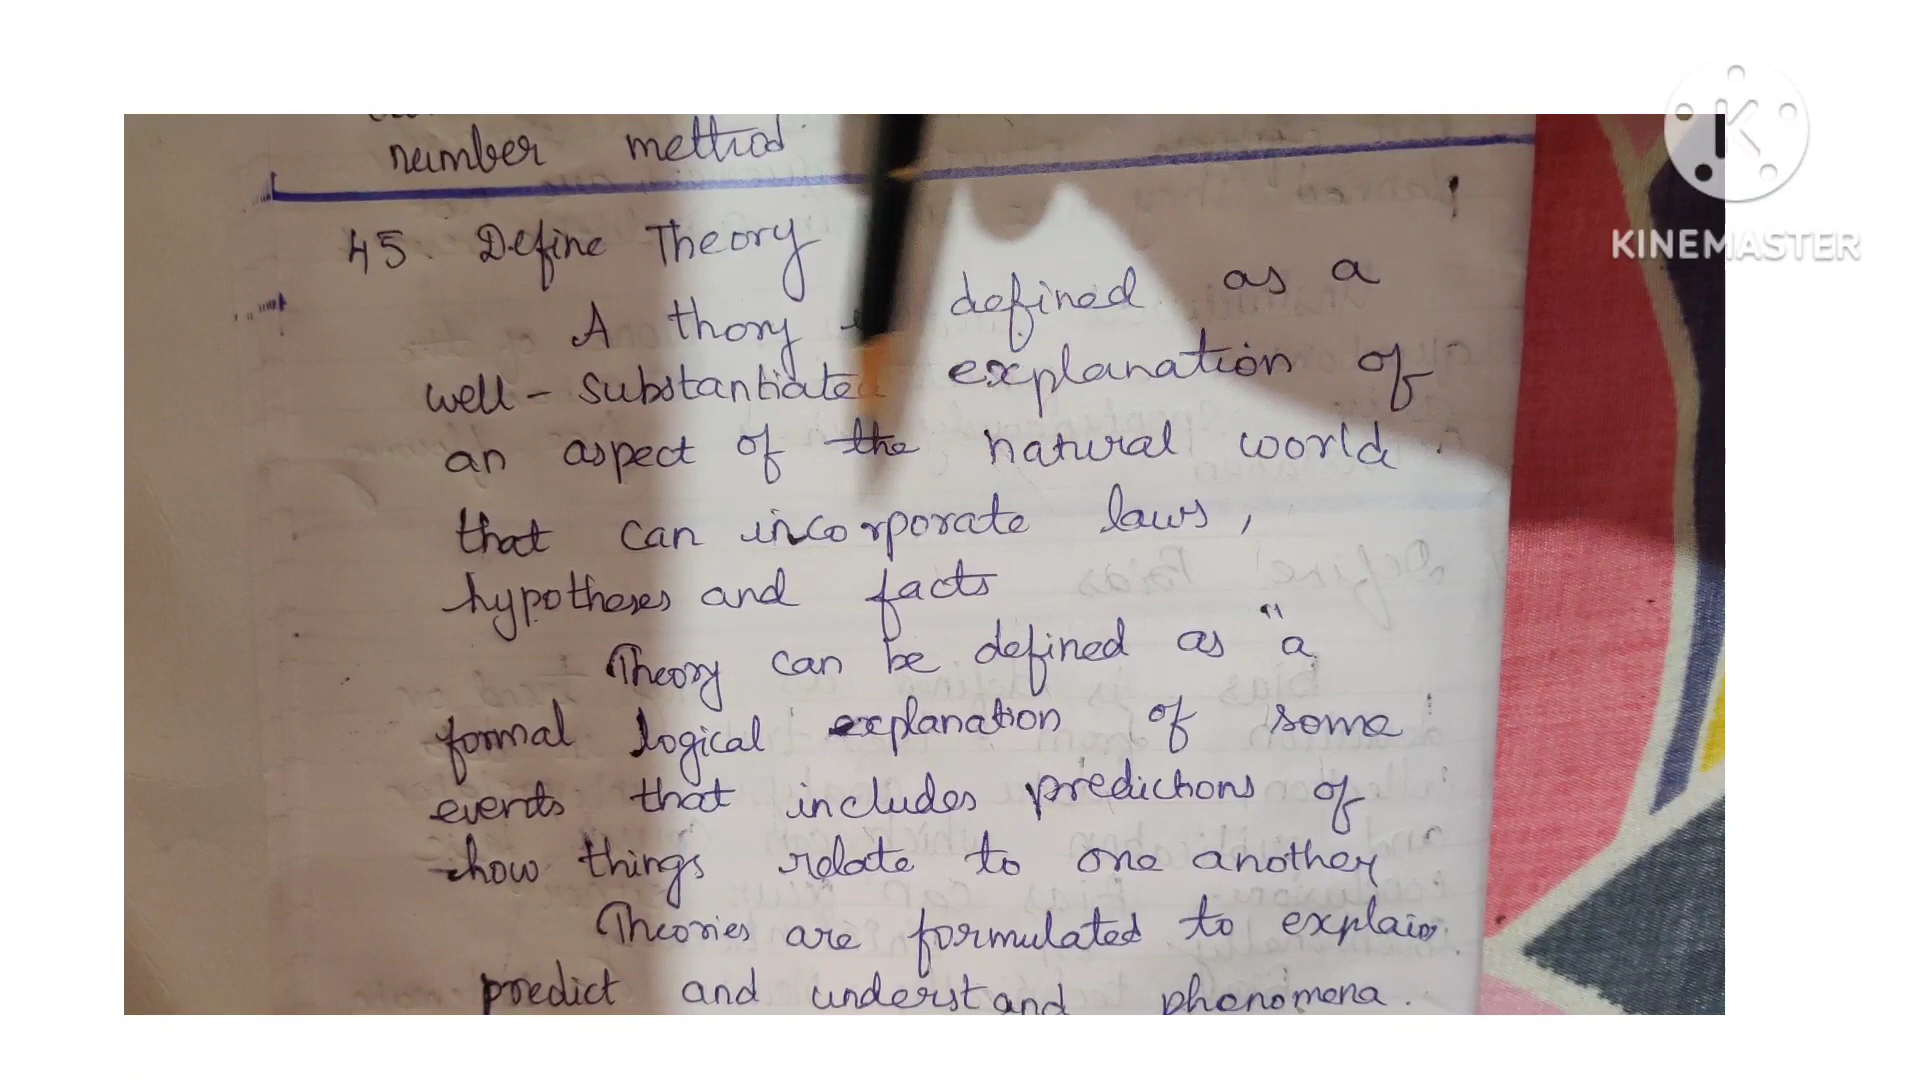 number method
45. Define Theory
A thory defined as a
well - substantiated explanation of
an aspect of the natural world
that can incorporate laws,
hypotheses and facts
Theory can be defined as "a
formal logical explanation of some
events that includes predictions of
how things relate to one another
Theories are formulated to explain
predict and understand phenomena.
KINEMASTER